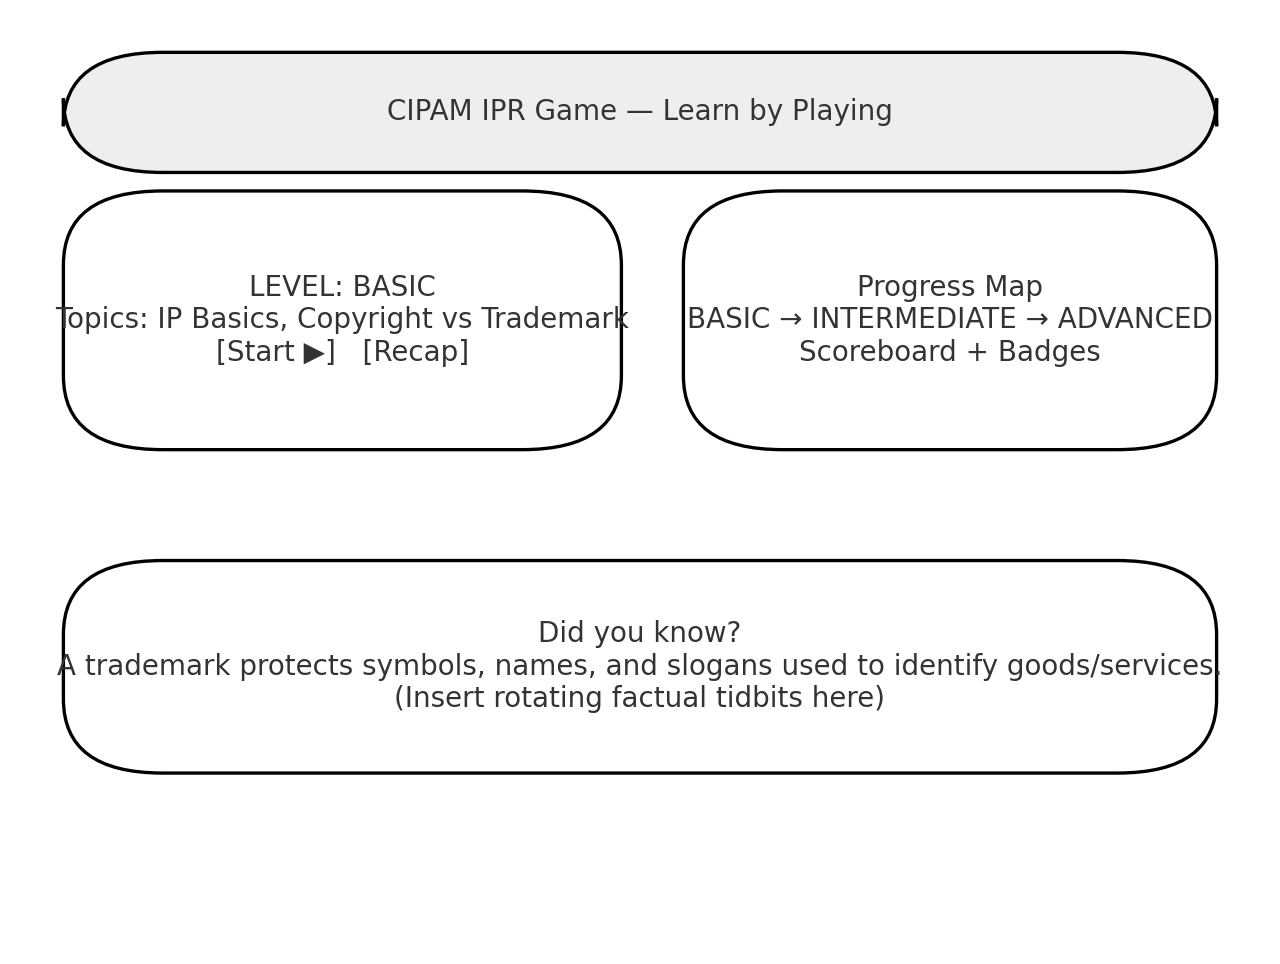 CIPAM IPR Game — Learn by Playing
LEVEL: BASIC
Topics: IP Basics, Copyright vs Trademark
[Start ▶]   [Recap]
Progress Map
BASIC → INTERMEDIATE → ADVANCED
Scoreboard + Badges
Did you know?
A trademark protects symbols, names, and slogans used to identify goods/services.
(Insert rotating factual tidbits here)